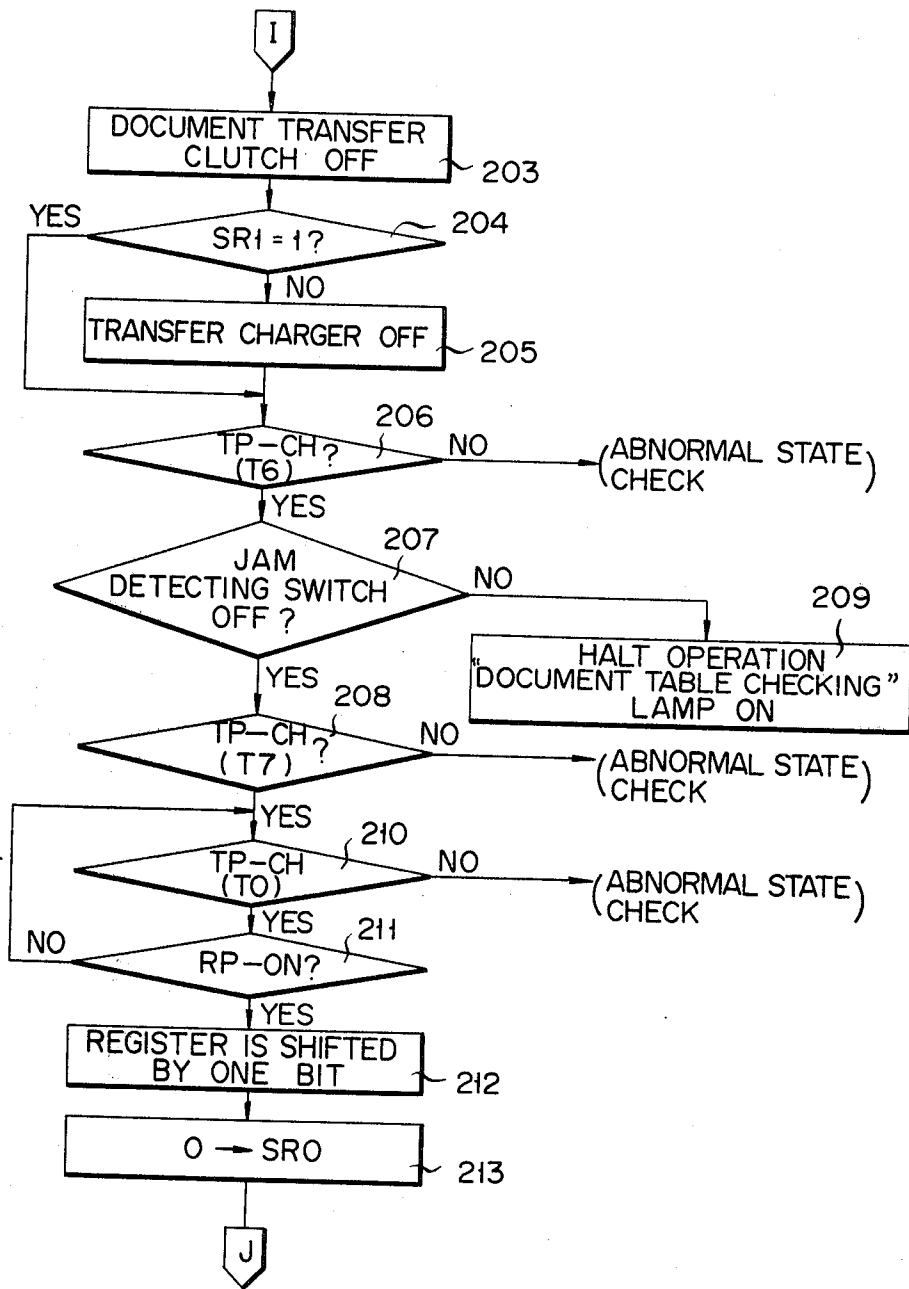 I
DOCUMENT TRANSFER
CLUTCH OFF
203
YES
204
SR1 = 1?
NO
TRANSFER CHARGER OFF
205
206
TP-CH?
(T6)
NO
(ABNORMAL STATE
CHECK)
YES
207
JAM
DETECTING SWITCH
OFF?
NO
209
HALT OPERATION
"DOCUMENT TABLE CHECKING"
LAMP ON
YES
208
TP-CH?
(T7)
NO
(ABNORMAL STATE
CHECK)
YES
210
TP-CH
(T0)
NO
(ABNORMAL STATE
CHECK)
YES
211
NO
RP-ON?
YES
REGISTER IS SHIFTED
BY ONE BIT
212
0 → SR0
213
J